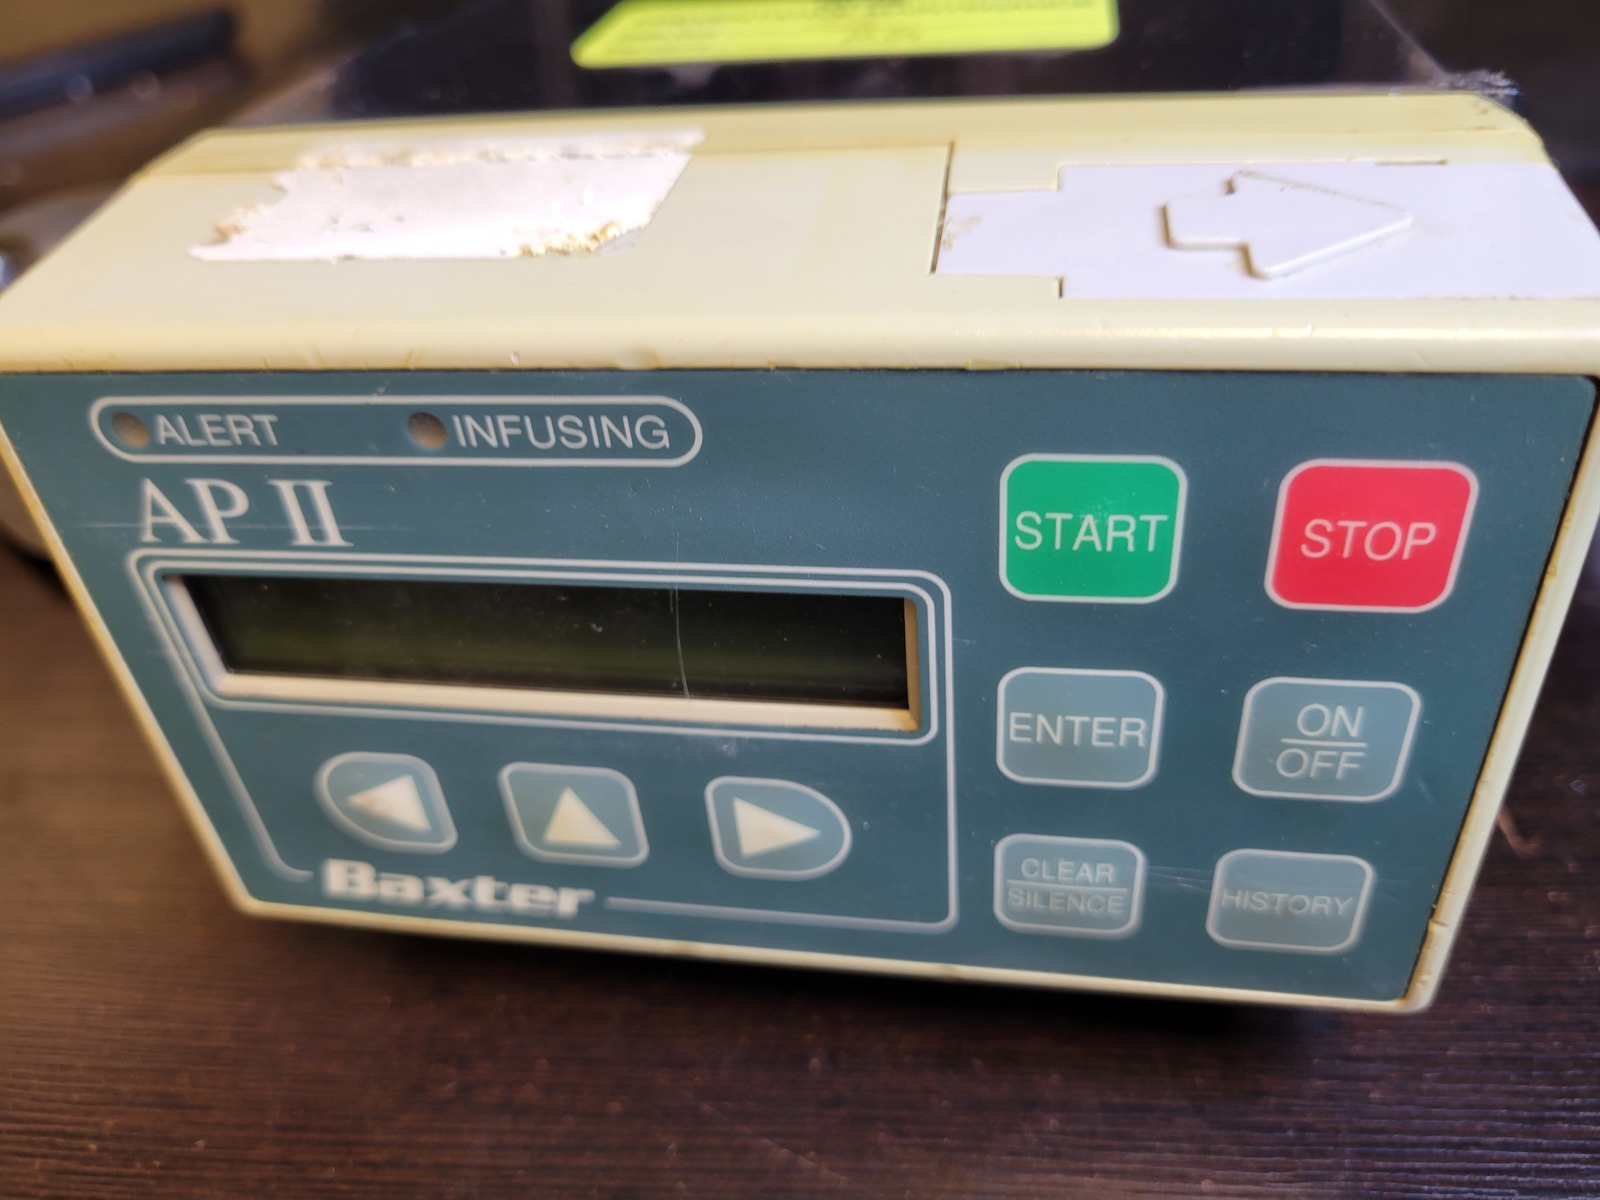 ALERT
INFUSING
AP II
START
STOP
ENTER
ON
OFF
CLEAR
SILENCE
HISTORY
Baxter